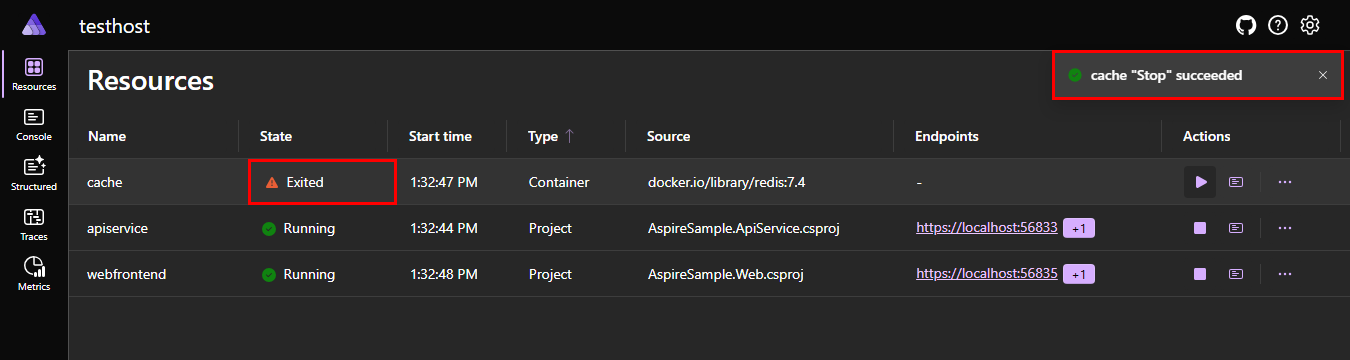 testhost
Resources
cache "Stop" succeeded
Resources
Console
Structured
Traces
Metrics
Name State Start time Type Source Endpoints Actions
cache Exited 1:32:47 PM Container docker.io/library/redis:7.4 -
apiservice Running 1:32:44 PM Project AspireSample.ApiService.csproj https://localhost:56833 +1
webfrontend Running 1:32:48 PM Project AspireSample.Web.csproj https://localhost:56835 +1